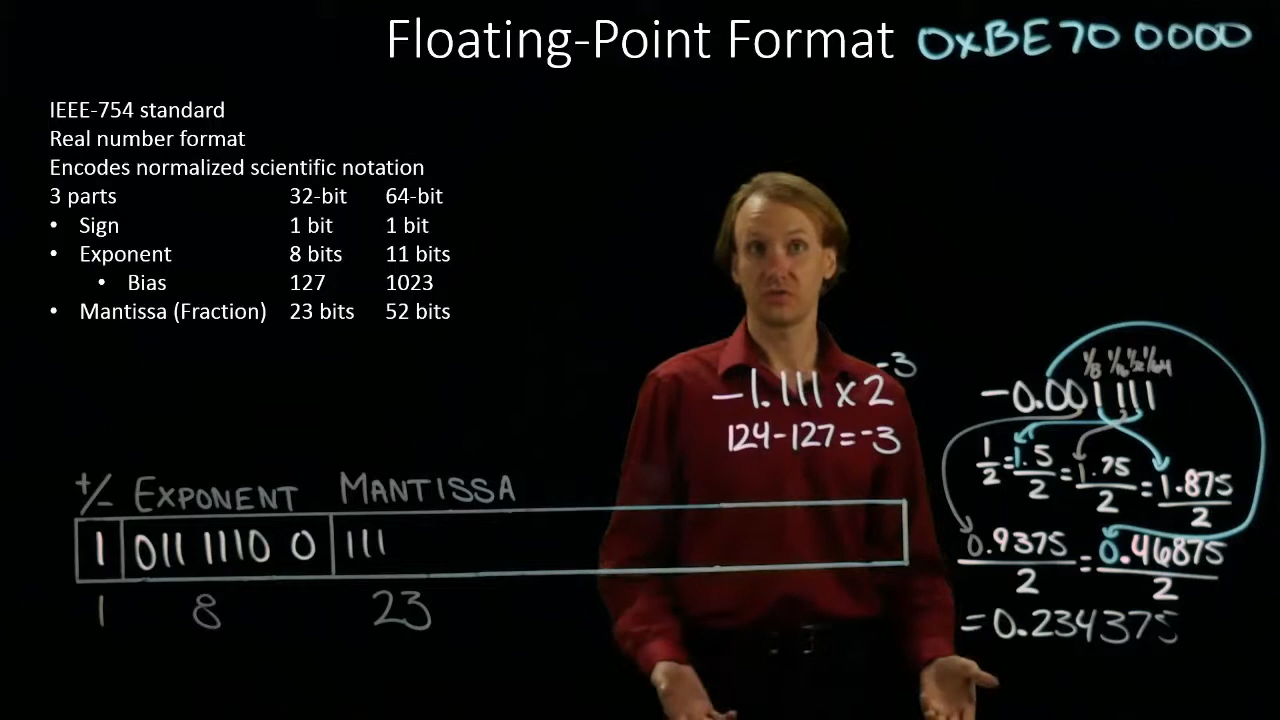 Floating-Point Format 0xBE70 0000
IEEE-754 standard
Real number format
Encodes normalized scientific notation
3 parts 32-bit 64-bit
• Sign 1 bit 1 bit
• Exponent 8 bits 11 bits
• Bias 127 1023
• Mantissa (Fraction) 23 bits 52 bits
-1.111 x 2^-3
124-127=-3
1/8 1/16 1/32 1/64
-0.001111
1/2 = 1.5/2 = 1.75/2 = 1.875/2
0.9375/2 = 0.46875/2
= 0.234375
+/- EXPONENT MANTISSA
1 011 1110 0 111
1 8 23